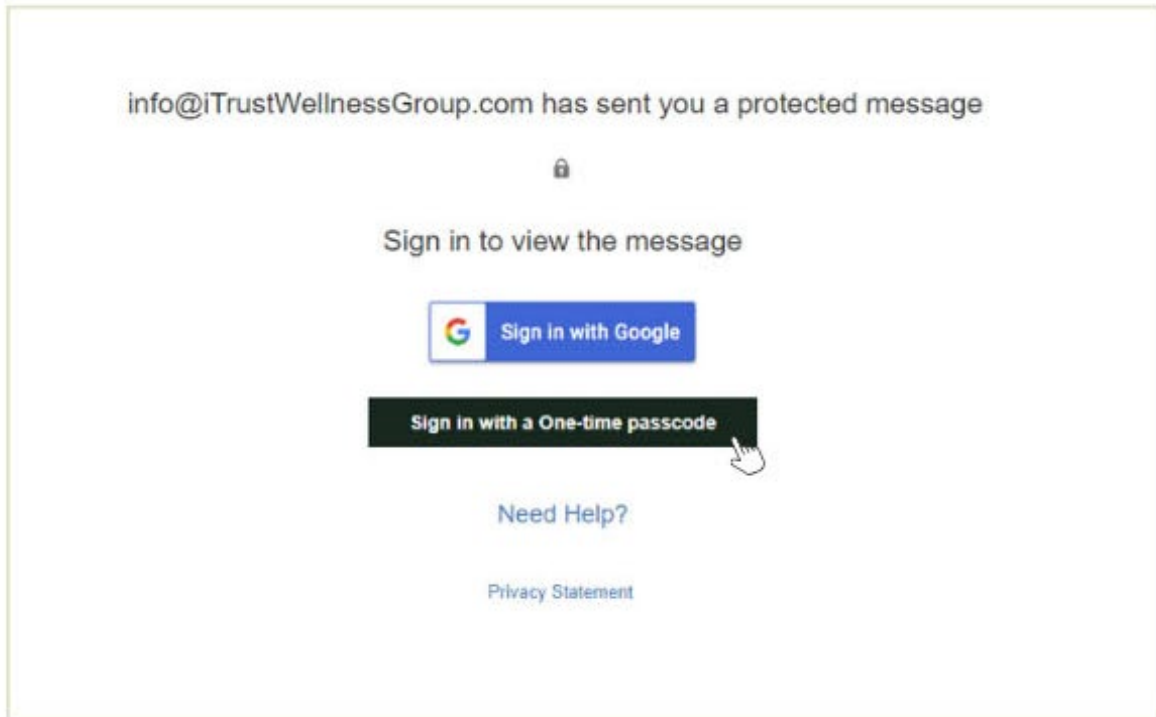 info@iTrustWellnessGroup.com has sent you a protected message
Sign in to view the message
G Sign in with Google
Sign in with a One-time passcode
Need Help?
Privacy Statement